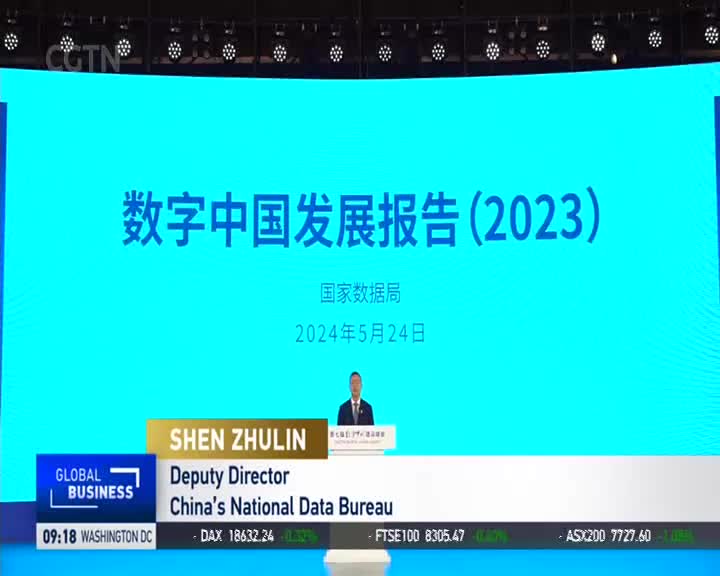 CGTN
数字中国发展报告(2023)
国家数据局
2024年5月24日
SHEN ZHULIN
GLOBAL BUSINESS
Deputy Director
China's National Data Bureau
09:18 WASHINGTON DC
· DAX 18632.24 -0.32% · FTSE100 8305.47 · ASX200 7727.60 -1.08%